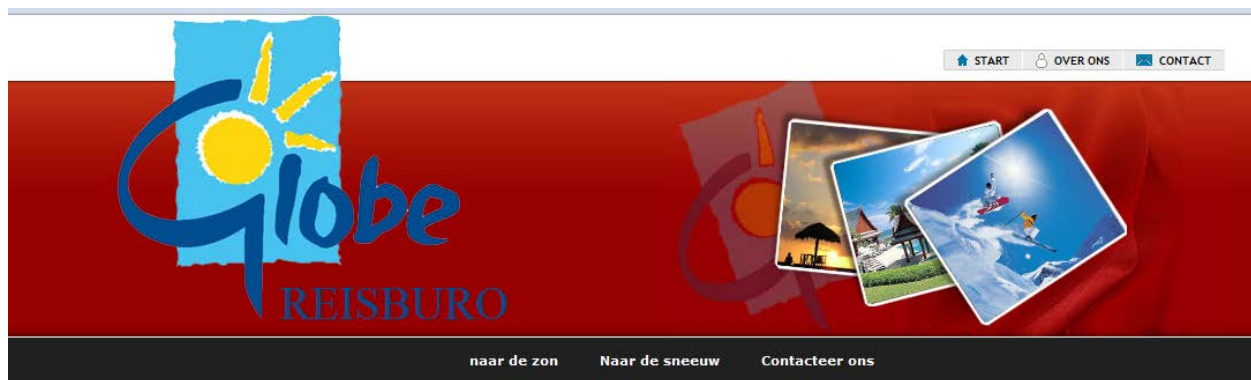 START OVER ONS CONTACT
Globe
REISBURO
naar de zon Naar de sneeuw Contacteer ons